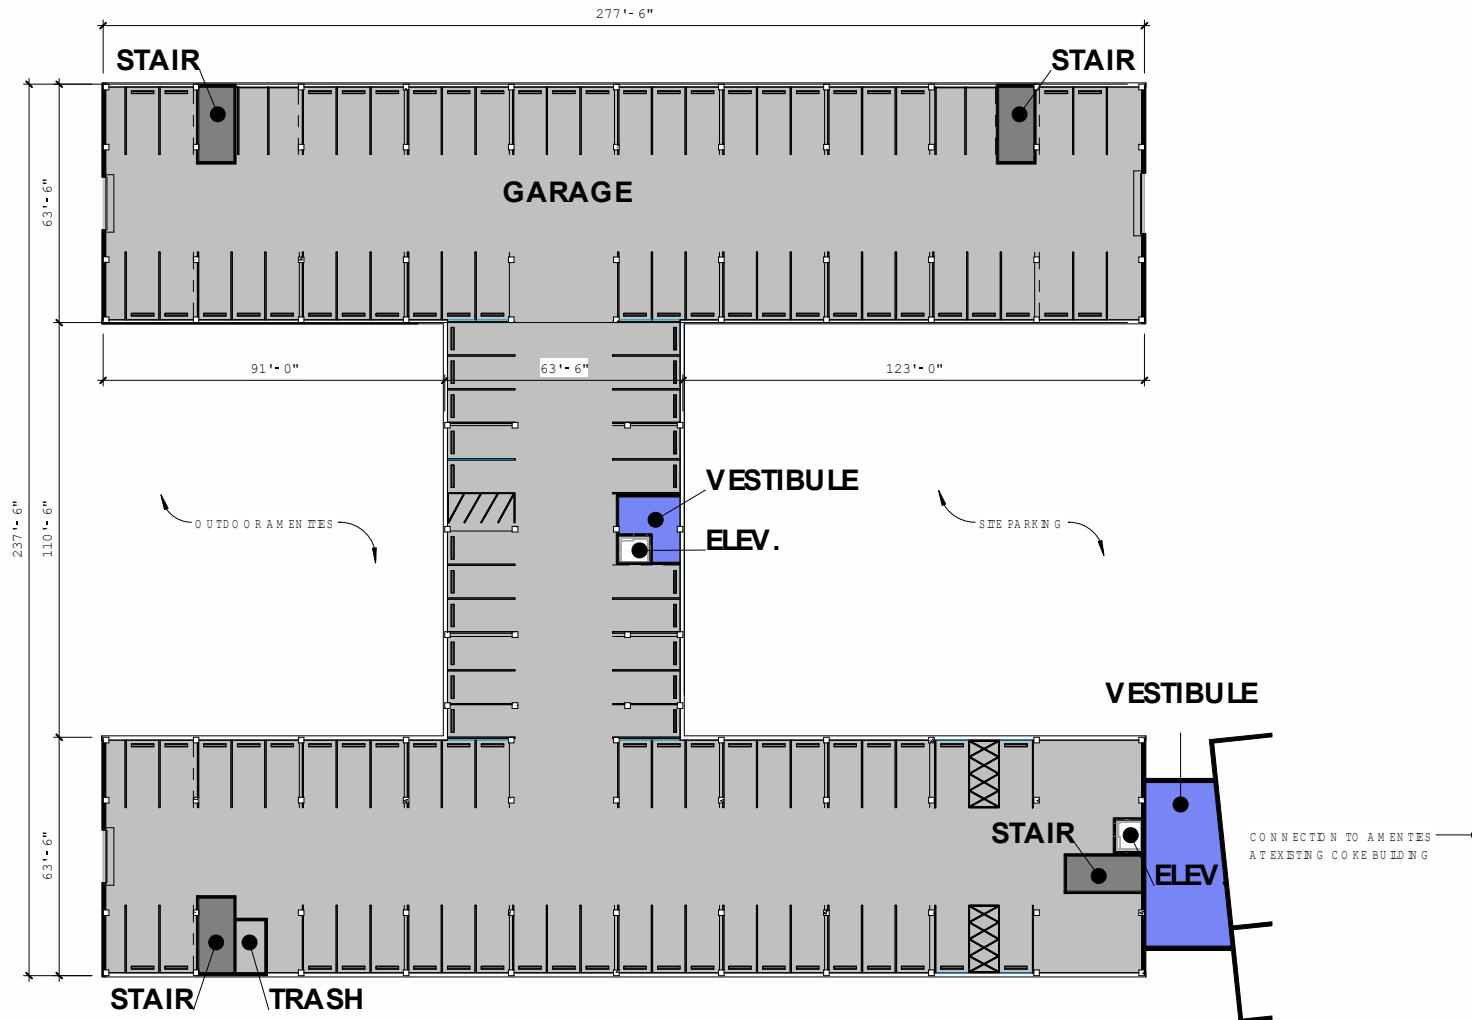 277'-6"
STAIR
STAIR
GARAGE
63'-6"
91'-0"
63'-6"
123'-0"
VESTIBULE
OUTDOOR AMENITIES
SITE PARKING
237'-6"
110'-6"
ELEV.
VESTIBULE
STAIR
CONNECTION TO AMENITIES
AT EXISTING COKE BUILDING
63'-6"
ELEV.
STAIR
TRASH